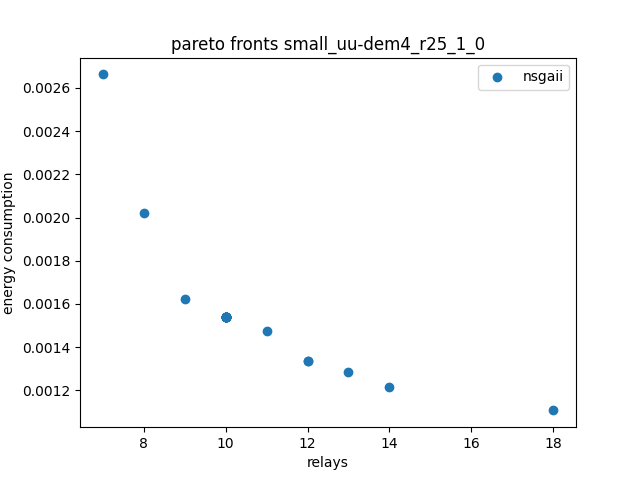 pareto fronts small_uu-dem4_r25_1_0
nsgaii
0.0026
0.0024
0.0022
0.0020
0.0018
0.0016
0.0014
0.0012
energy consumption
8 10 12 14 16 18
relays